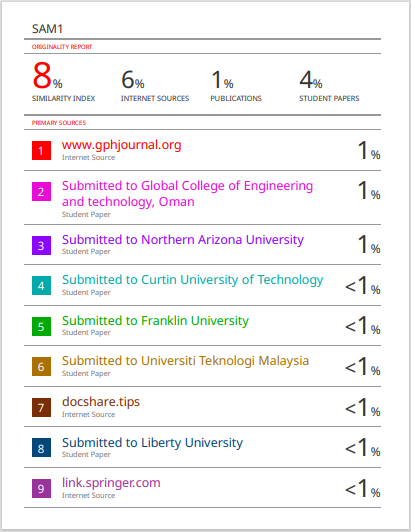 SAM1
ORIGINALITY REPORT
8% 6% 1% 4%
SIMILARITY INDEX INTERNET SOURCES PUBLICATIONS STUDENT PAPERS
PRIMARY SOURCES
1 www.gphjournal.org 1%
Internet Source
2 Submitted to Global College of Engineering 1%
and technology, Oman
Student Paper
3 Submitted to Northern Arizona University 1%
Student Paper
4 Submitted to Curtin University of Technology <1%
Student Paper
5 Submitted to Franklin University <1%
Student Paper
6 Submitted to Universiti Teknologi Malaysia <1%
Student Paper
7 docshare.tips <1%
Internet Source
8 Submitted to Liberty University <1%
Student Paper
9 link.springer.com <1%
Internet Source